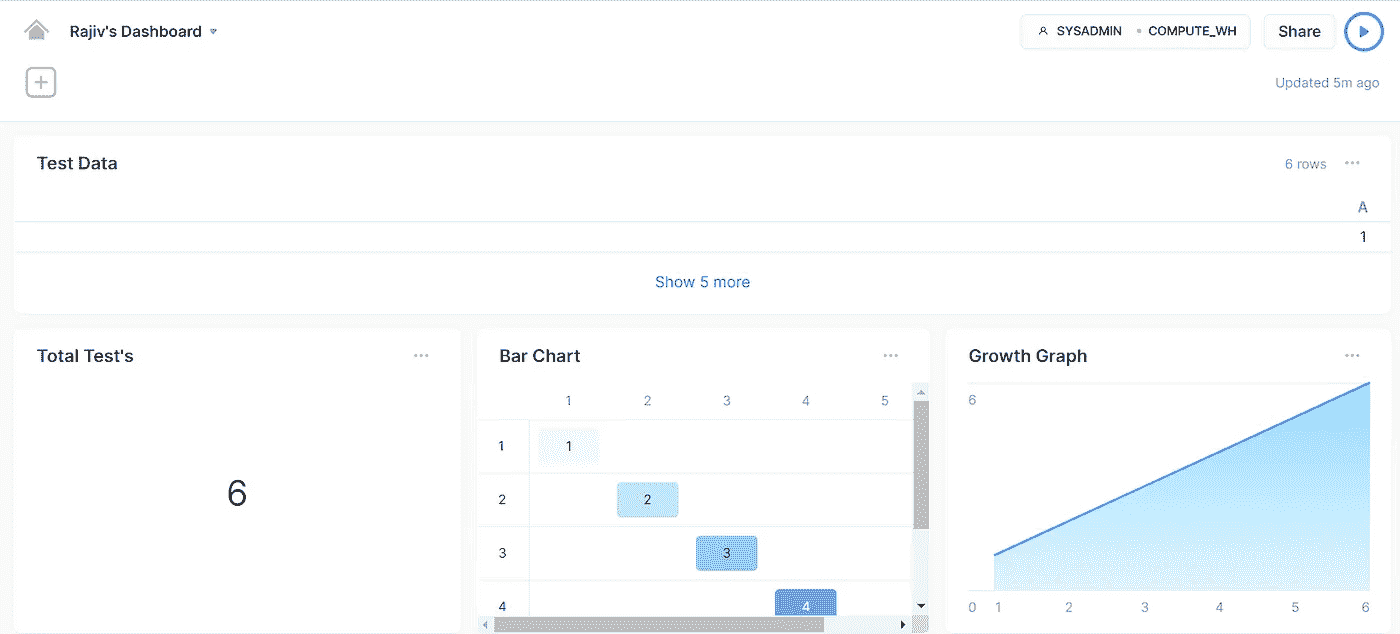 Rajiv's Dashboard
SYSADMIN COMPUTE_WH
Share
Updated 5m ago
Test Data
6 rows
A
1
Show 5 more
Total Test's
6
Bar Chart
1 2 3 4 5
1 1
2 2
3 3
4 4
Growth Graph
6
0 1 2 3 4 5 6